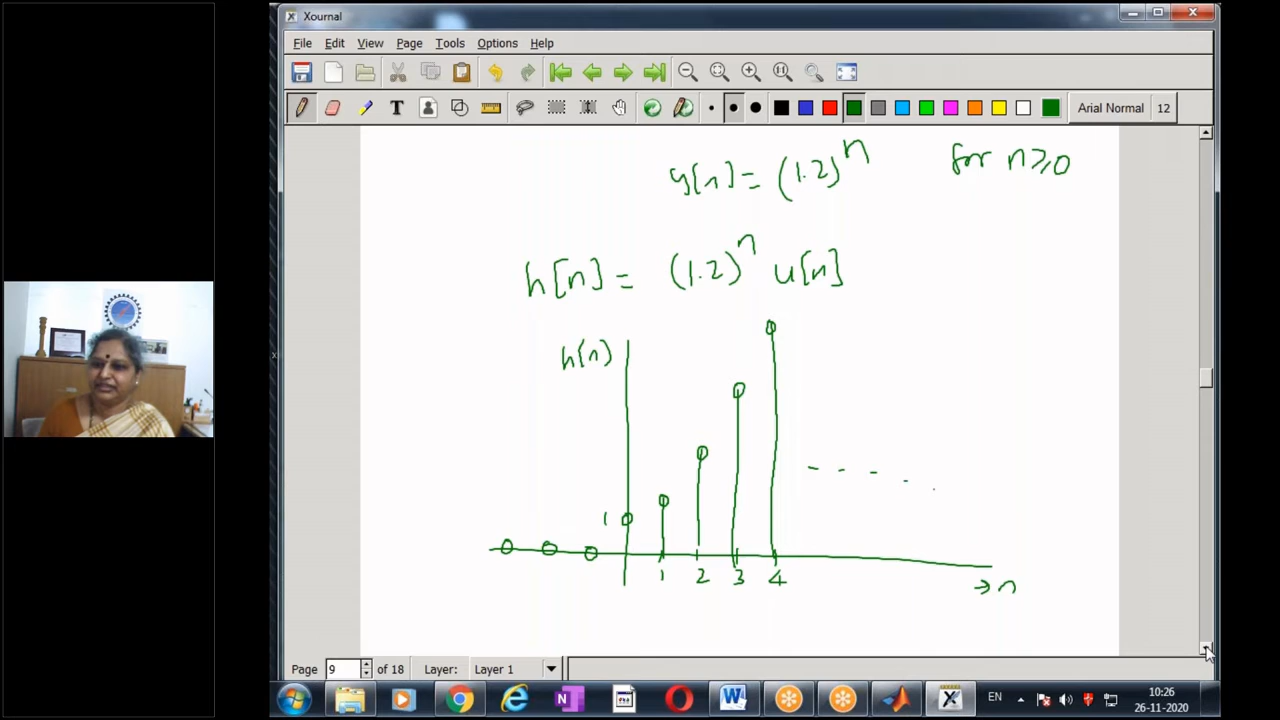 Xournal
File Edit View Page Tools Options Help
Arial Normal 12
y[n] = (1.2)^n for n≥0
h[n] = (1.2)^n u[n]
h(n)
1
1 2 3 4
→n
Page 9 of 18 Layer: Layer 1
EN
10:26
26-11-2020